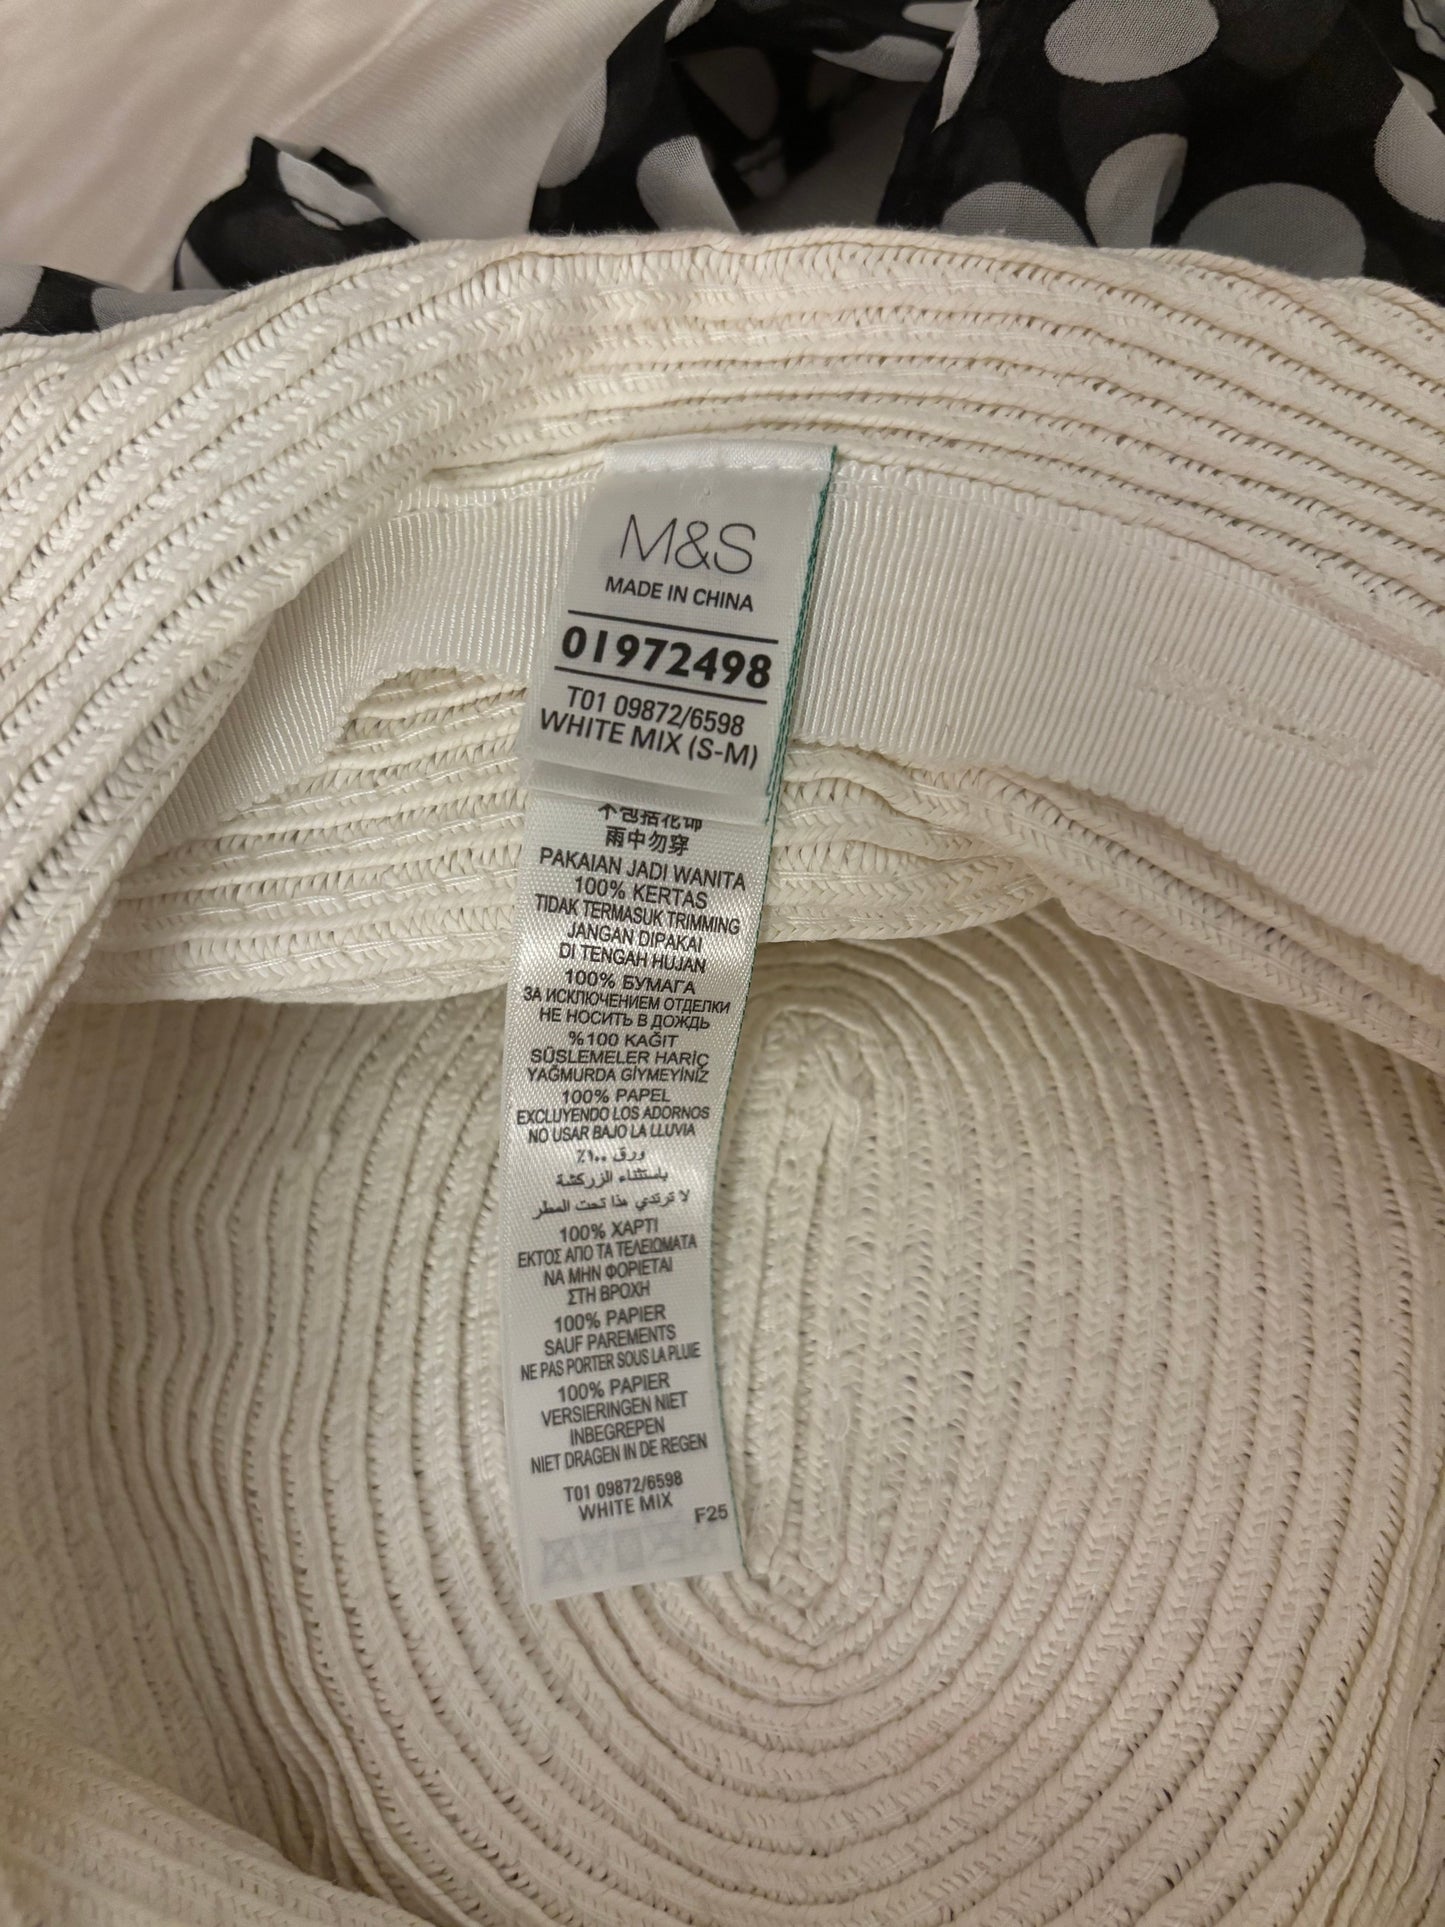 M&S
MADE IN CHINA
01972498
T01 09872/6598
WHITE MIX (S-M)
不包括花饰
雨中勿穿
PAKAIAN JADI WANITA
100% KERTAS
TIDAK TERMASUK TRIMMING
JANGAN DIPAKAI
DI TENGAH HUJAN
100% БУМАГА
ЗА ИСКЛЮЧЕНИЕМ ОТДЕЛКИ
НЕ НОСИТЬ В ДОЖДЬ
%100 KAĞIT
SÜSLEMELER HARİÇ
YAĞMURDA GİYMEYİNİZ
100% PAPEL
EXCLUYENDO LOS ADORNOS
NO USAR BAJO LA LLUVIA
ورق ١٠٠٪
باستثناء الزركشة
لا ترتدي هذا تحت المطر
100% ΧΑΡΤΙ
ΕΚΤΟΣ ΑΠΟ ΤΑ ΤΕΛΕΙΩΜΑΤΑ
ΝΑ ΜΗΝ ΦΟΡΙΕΤΑΙ
ΣΤΗ ΒΡΟΧΗ
100% PAPIER
SAUF PAREMENTS
NE PAS PORTER SOUS LA PLUIE
100% PAPIER
VERSIERINGEN NIET
INBEGREPEN
NIET DRAGEN IN DE REGEN
T01 09872/6598
WHITE MIX
F25